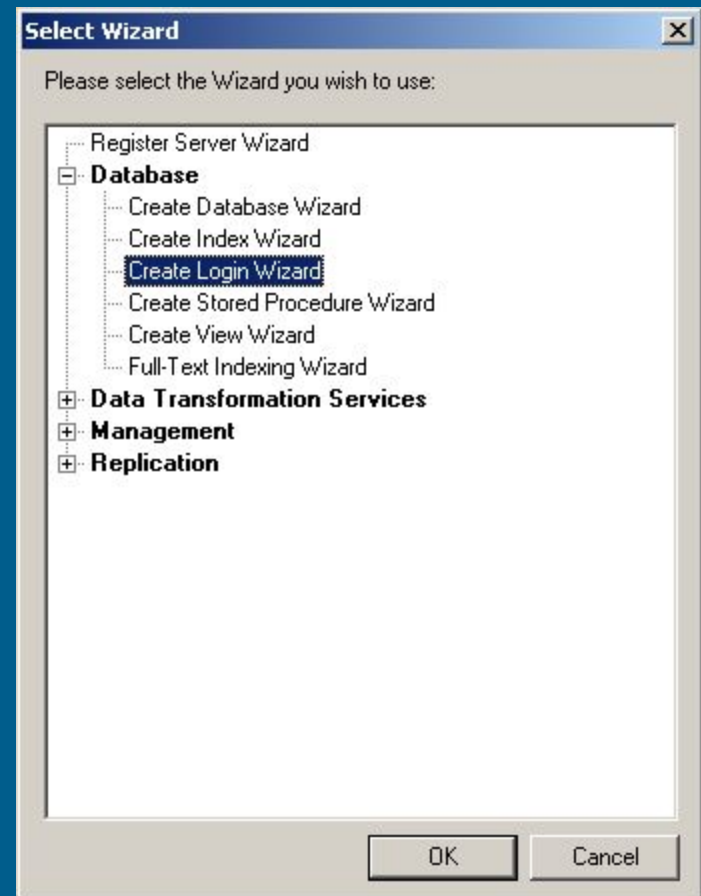 Select Wizard
Please select the Wizard you wish to use:
Register Server Wizard
Database
Create Database Wizard
Create Index Wizard
Create Login Wizard
Create Stored Procedure Wizard
Create View Wizard
Full-Text Indexing Wizard
Data Transformation Services
Management
Replication
OK
Cancel